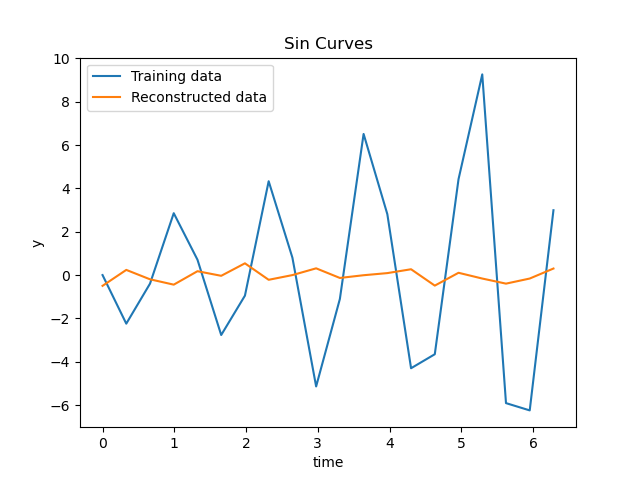 Sin Curves
Training data
Reconstructed data
y
10
8
6
4
2
0
−2
−4
−6
0 1 2 3 4 5 6
time